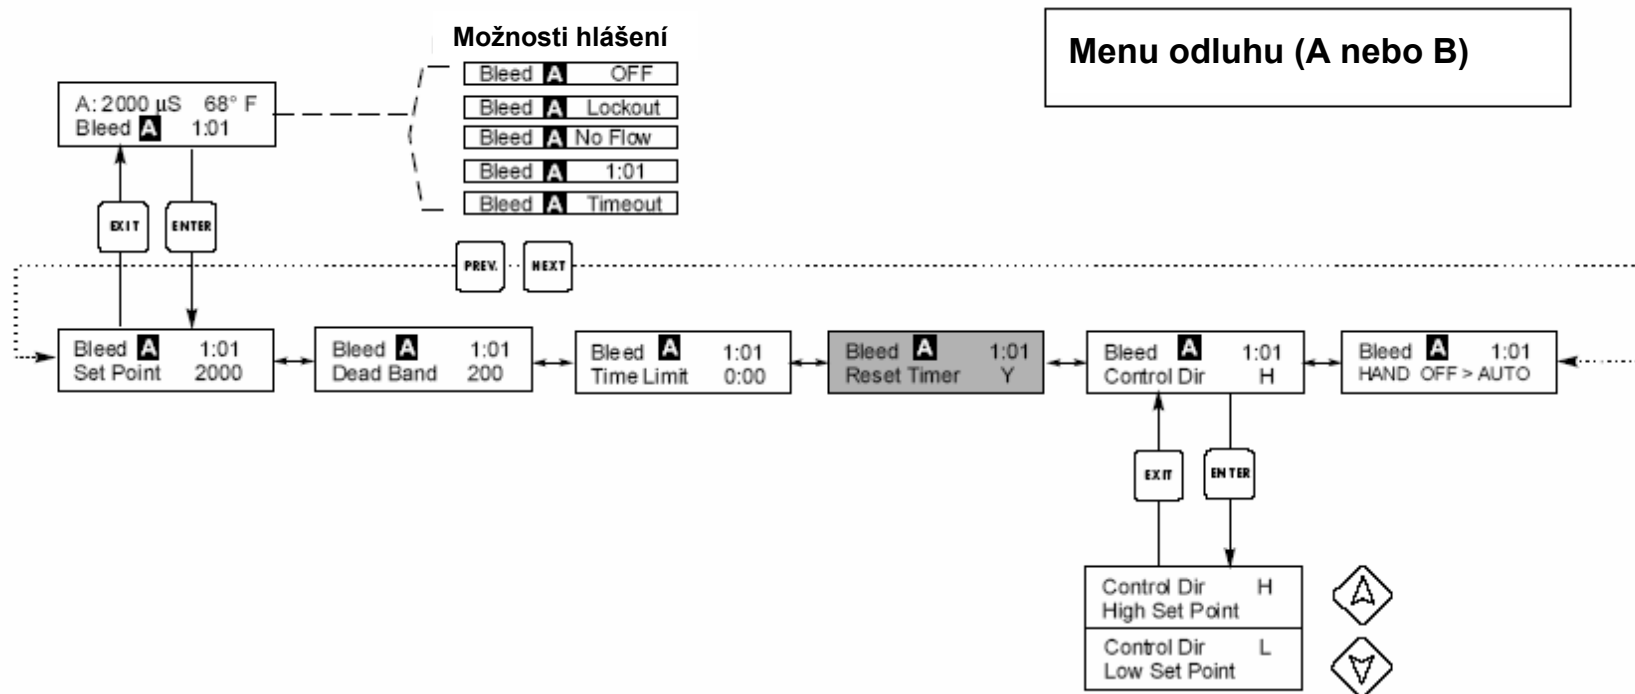 Možnosti hlášení
Menu odluhu (A nebo B)
A: 2000 µS 68° F
Bleed A 1:01
Bleed A OFF
Bleed A Lockout
Bleed A No Flow
Bleed A 1:01
Bleed A Timeout
EXIT
ENTER
PREV.
NEXT
Bleed A 1:01
Set Point 2000
Bleed A 1:01
Dead Band 200
Bleed A 1:01
Time Limit 0:00
Bleed A 1:01
Reset Timer Y
Bleed A 1:01
Control Dir H
Bleed A 1:01
HAND OFF > AUTO
EXIT
ENTER
Control Dir H
High Set Point
Control Dir L
Low Set Point